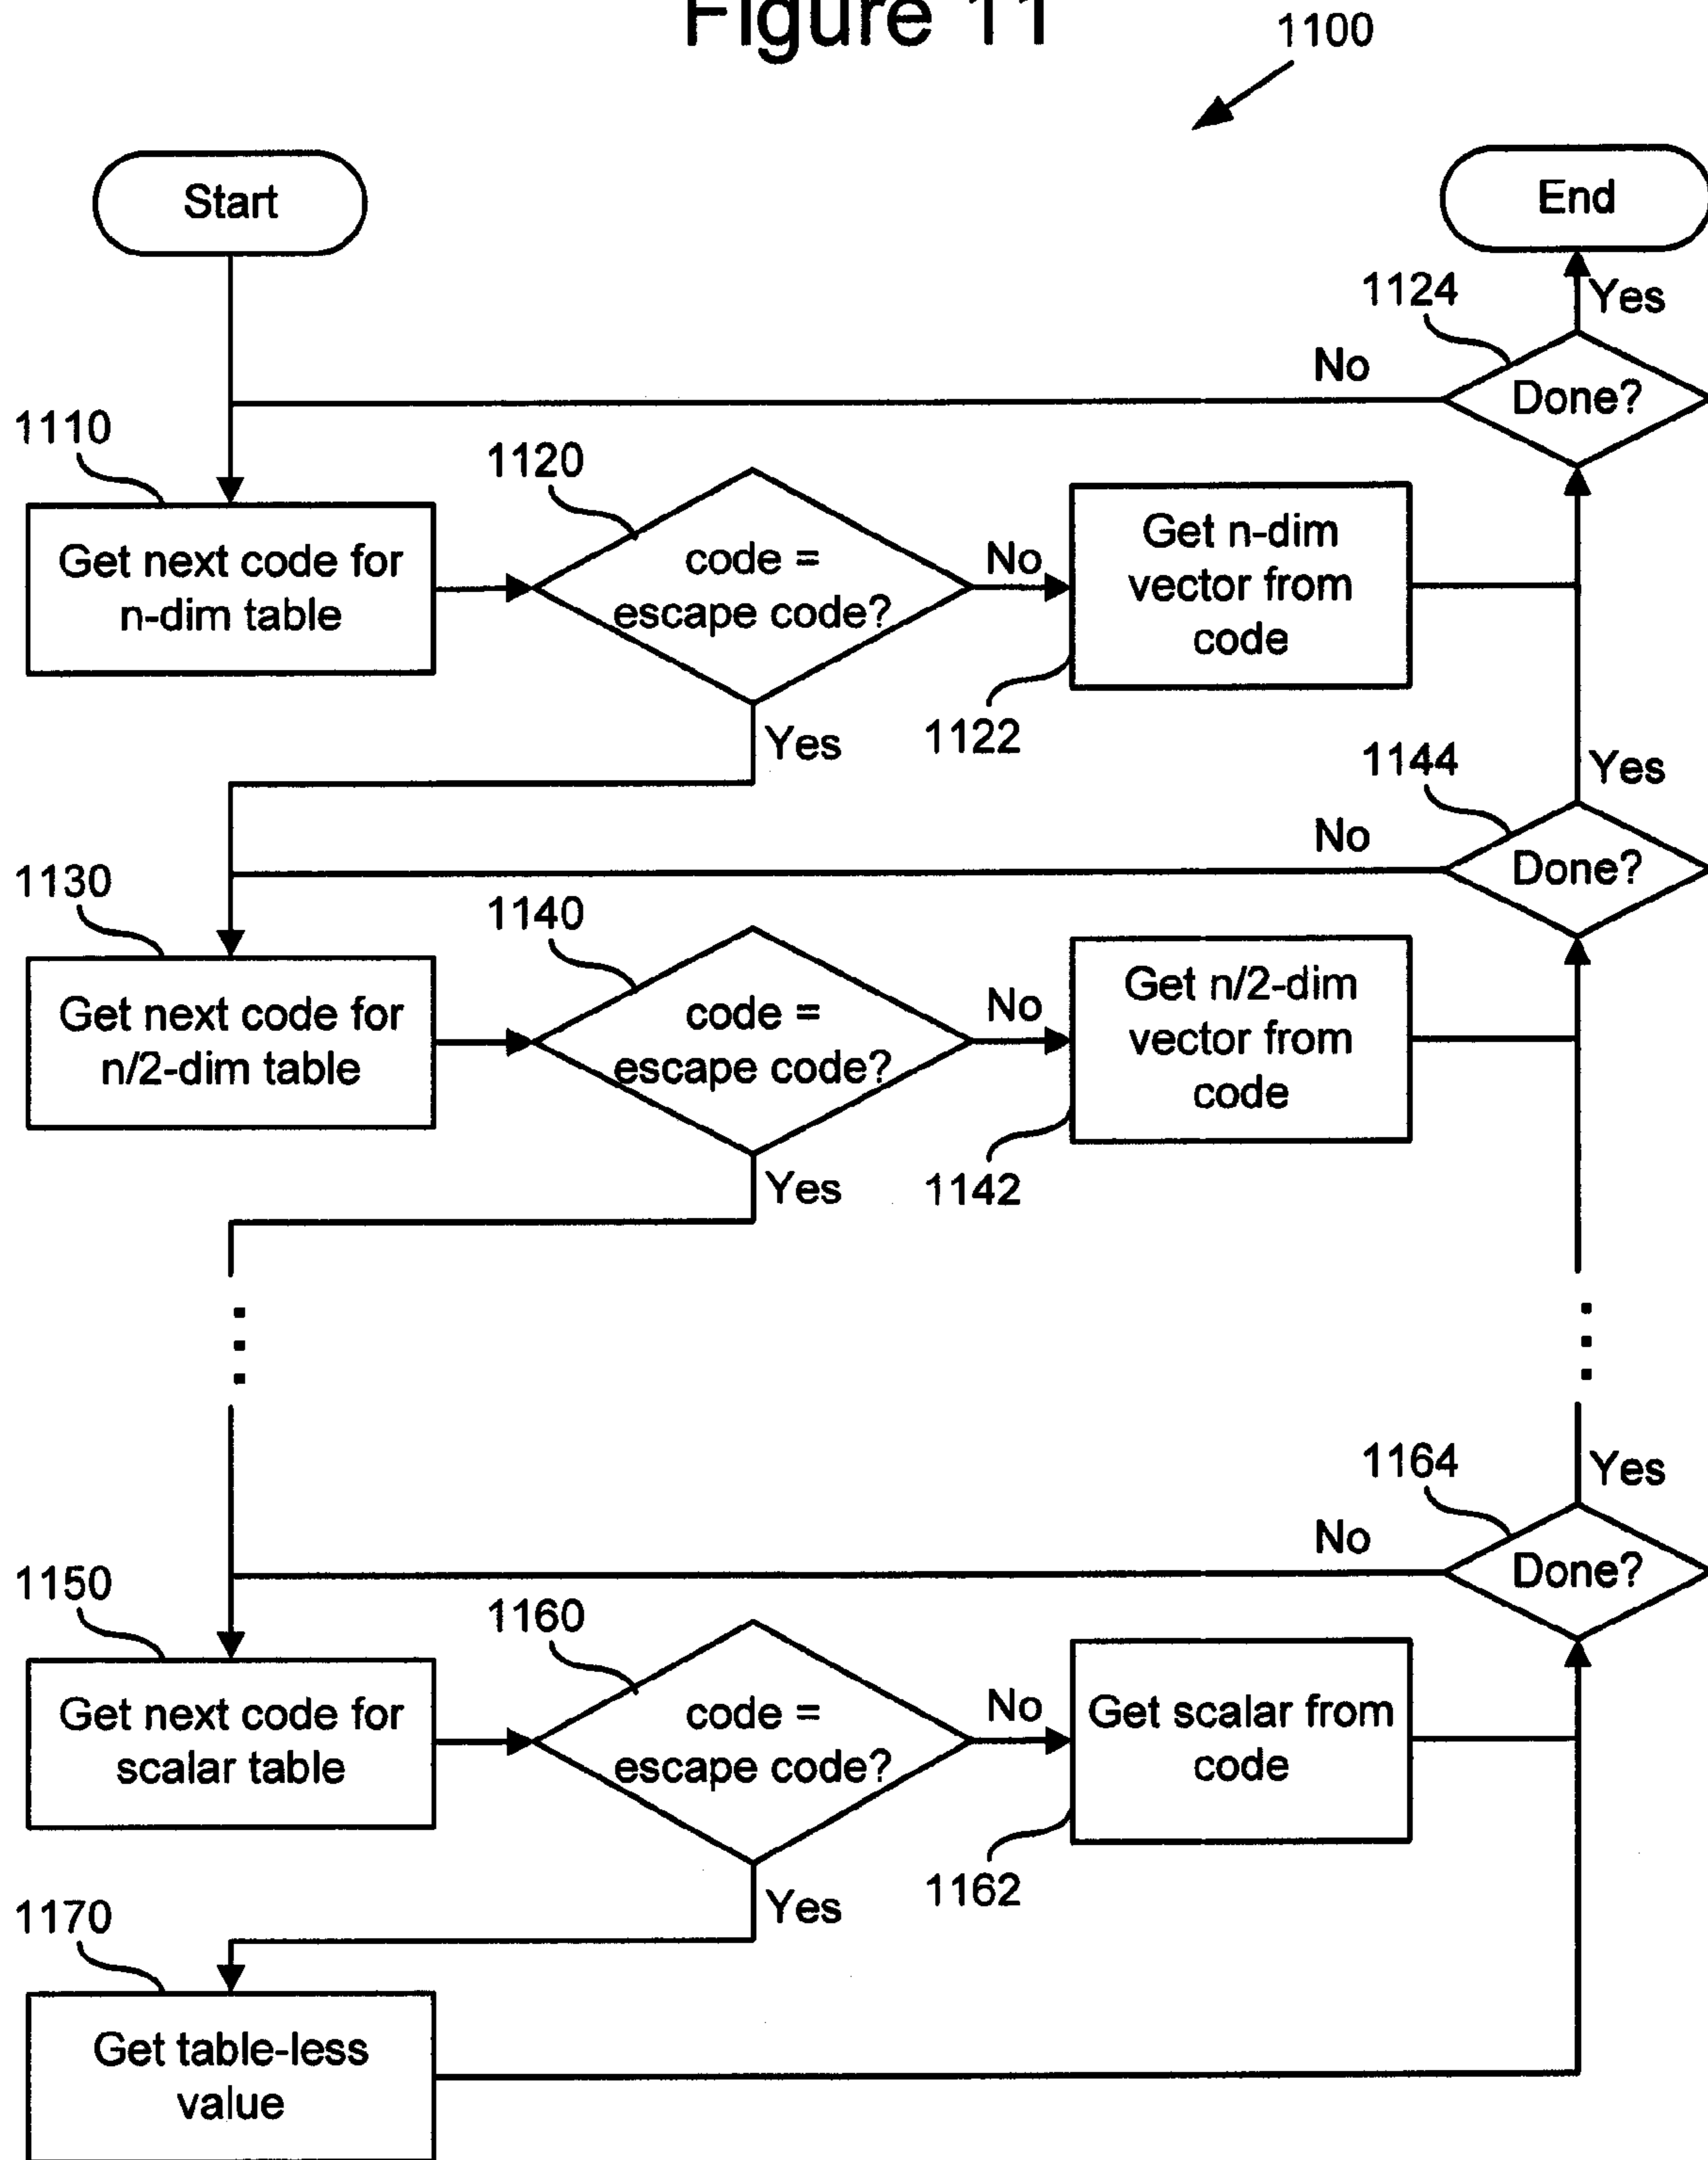 Figure 11
1100
Start
End
1124
Yes
No
Done?
1110
1120
Get next code for
n-dim table
code =
escape code?
No
Get n-dim
vector from
code
1122
Yes
1144
Yes
No
Done?
1130
1140
Get next code for
n/2-dim table
code =
escape code?
No
Get n/2-dim
vector from
code
1142
Yes
1164
Yes
No
Done?
1150
1160
Get next code for
scalar table
code =
escape code?
No
Get scalar from
code
1162
Yes
1170
Get table-less
value